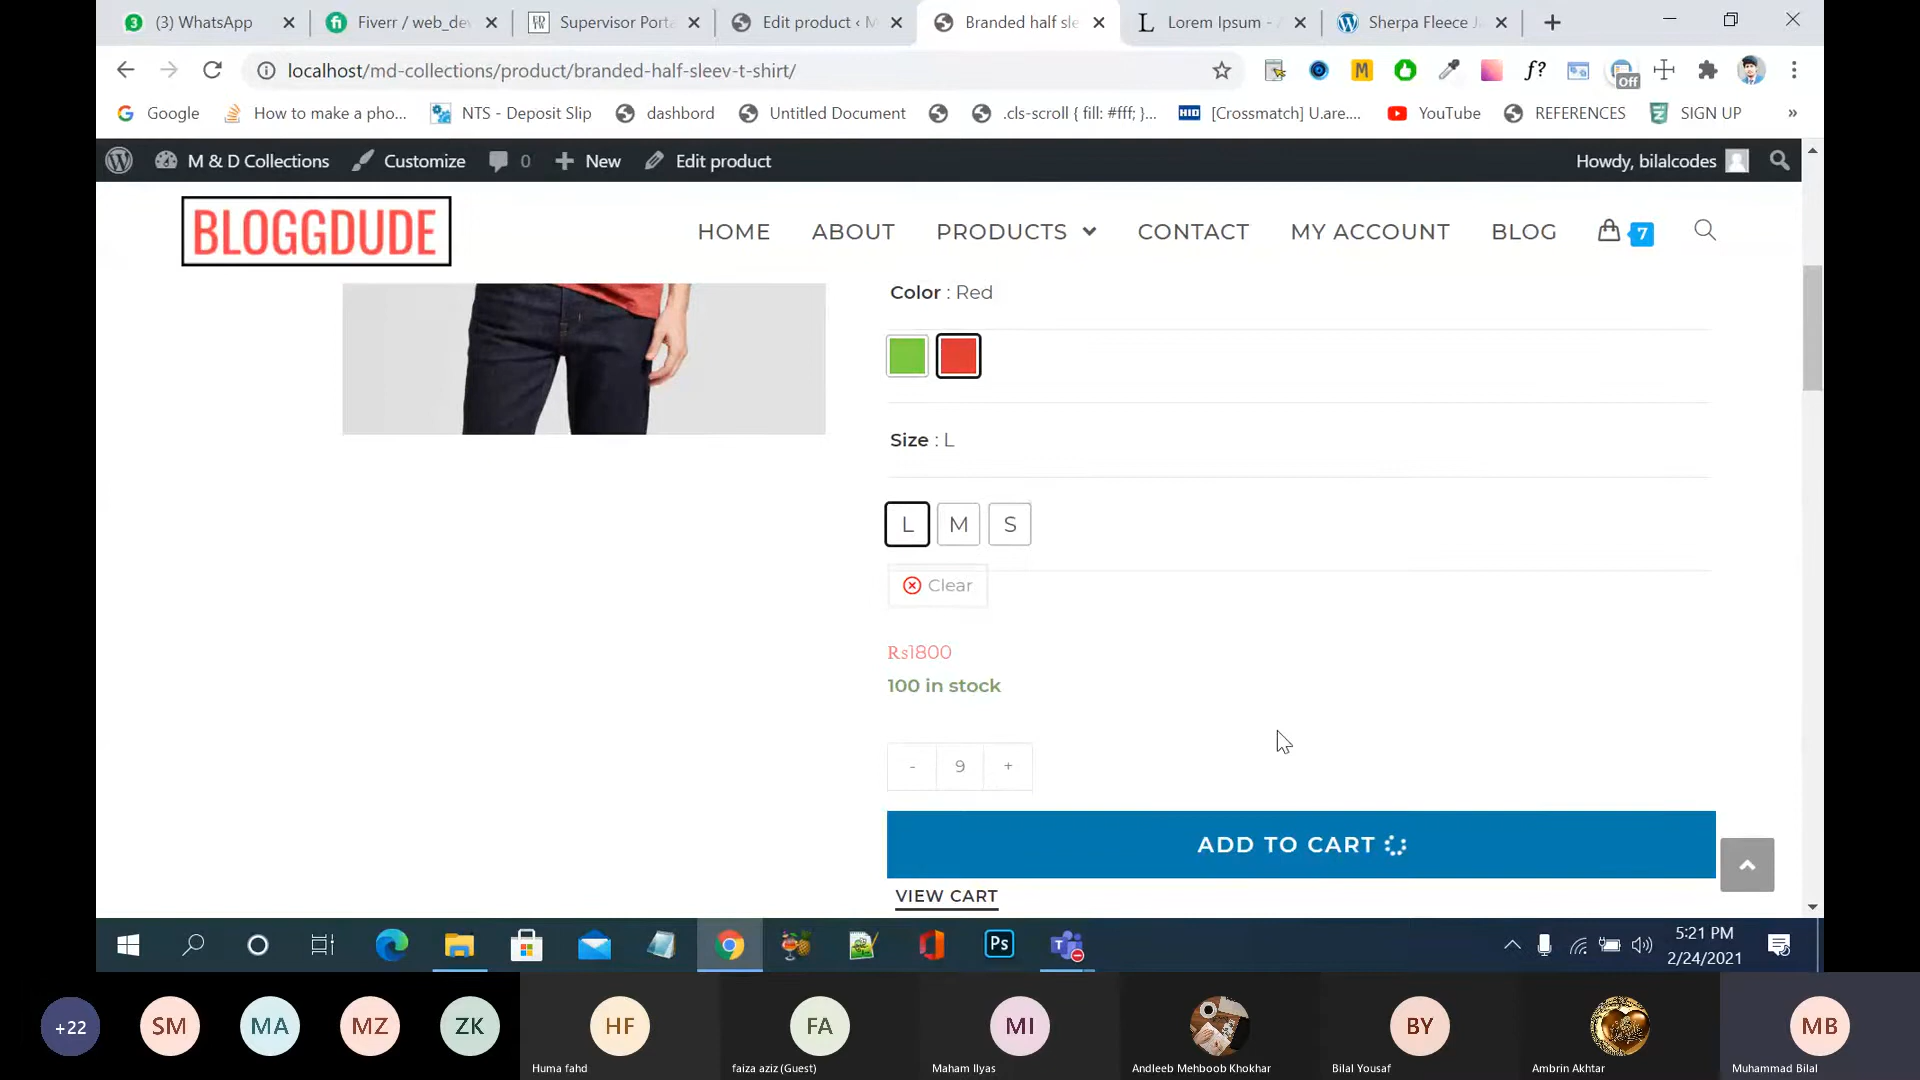 (3) WhatsApp
Fiverr / web_dev
Supervisor Porta
Edit product ‹ M
Branded half sle
Lorem Ipsum -
Sherpa Fleece J
localhost/md-collections/product/branded-half-sleev-t-shirt/
M
f?
Off
Google
How to make a pho...
NTS - Deposit Slip
dashbord
Untitled Document
.cls-scroll { fill: #fff; }...
HID
[Crossmatch] U.are....
YouTube
REFERENCES
SIGN UP
»
M & D Collections
Customize
0
New
Edit product
Howdy, bilalcodes
BLOGGDUDE
HOME
ABOUT
PRODUCTS
CONTACT
MY ACCOUNT
BLOG
7
Color : Red
Size : L
L
M
S
Clear
₨1800
100 in stock
- 9 +
ADD TO CART
VIEW CART
Ps
5:21 PM
2/24/2021
+22
SM
MA
MZ
ZK
HF
FA
MI
BY
MB
Huma fahd
faiza aziz (Guest)
Maham Ilyas
Andleeb Mehboob Khokhar
Bilal Yousaf
Ambrin Akhtar
Muhammad Bilal